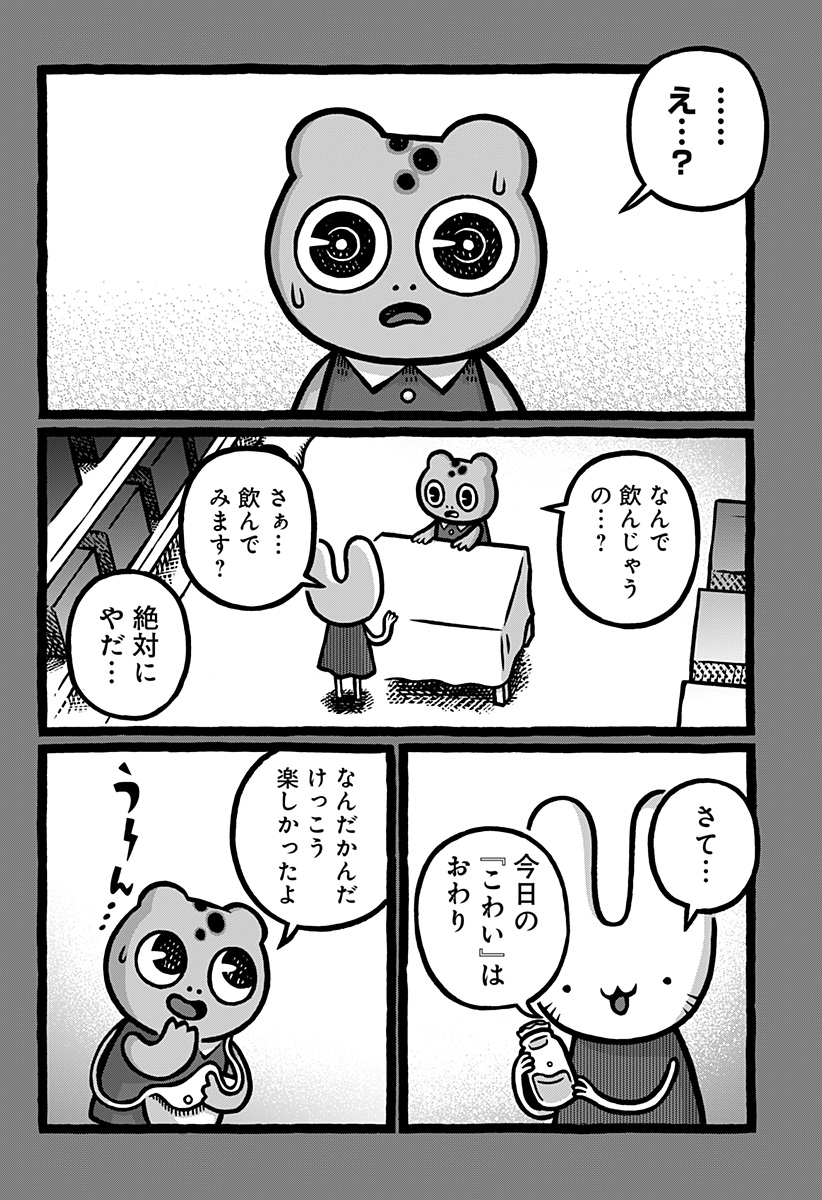 ……
え…?
なんで
飲んじゃう
の…?
さぁ…
飲んで
みます?
絶対に
やだ…
さて…
今日の
『こわい』は
おわり
なんだかんだ
けっこう
楽しかったよ
う〜ん…